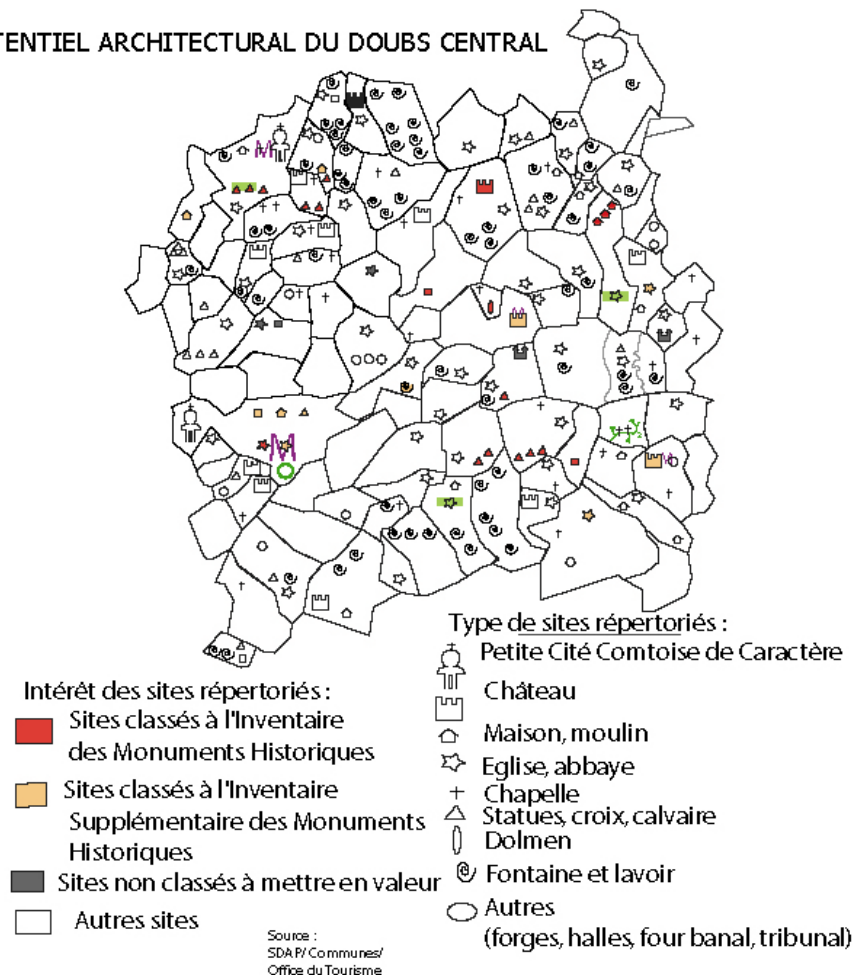 TENTIEL ARCHITECTURAL DU DOUBS CENTRAL
Type de sites répertoriés :
Petite Cité Comtoise de Caractère
Château
Maison, moulin
Eglise, abbaye
Chapelle
Statues, croix, calvaire
Dolmen
Fontaine et lavoir
Autres
(forges, halles, four banal, tribunal)
Intérêt des sites répertoriés :
Sites classés à l'Inventaire
des Monuments Historiques
Sites classés à l'Inventaire
Supplémentaire des Monuments
Historiques
Sites non classés à mettre en valeur
Autres sites
Source :
SDAP/ Communes/
Office du Tourisme